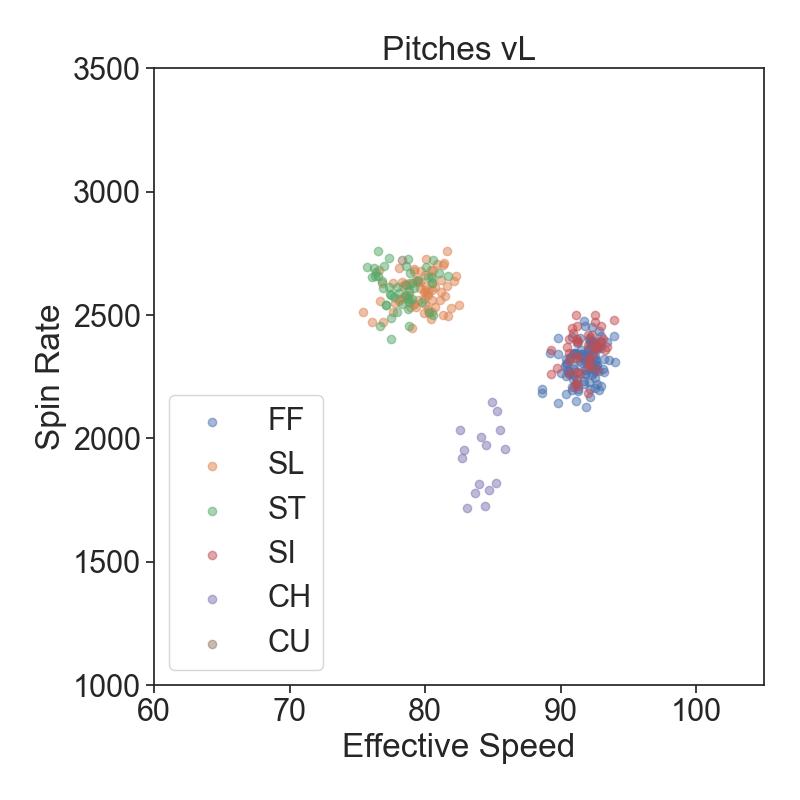 Pitches vL
3500
3000
2500
2000
1500
1000
Spin Rate
FF
SL
ST
SI
CH
CU
60 70 80 90 100
Effective Speed